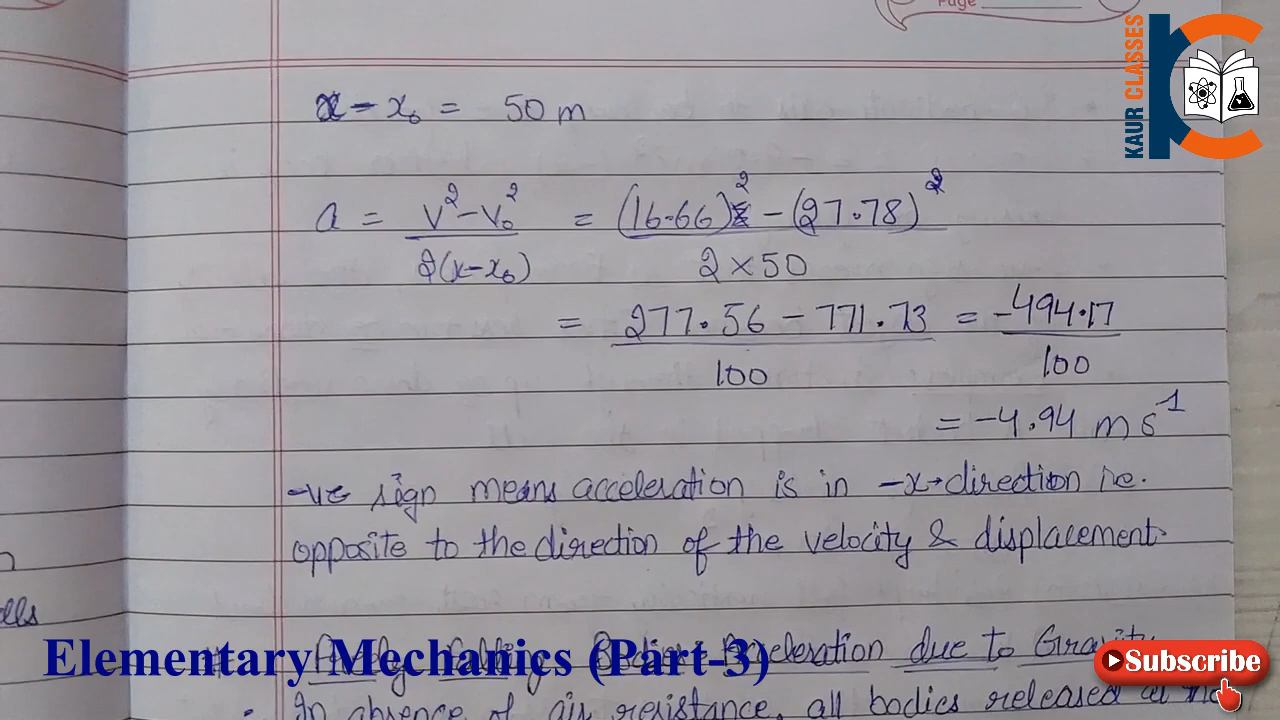 Page
KAUR CLASSES
x - x₀ = 50 m
a = v² - v₀² / 2(x-x₀) = (16.66)² - (27.78)² / 2×50
= 277.56 - 771.73 / 100 = -494.17 / 100
= -4.94 m s⁻¹
-ve sign means acceleration is in -x→direction i.e.
opposite to the direction of the velocity & displacement.
ells
Elementary Mechanics (Part-3)
Acceleration due to Gravity
Subscribe
In absence of air resistance, all bodies released at